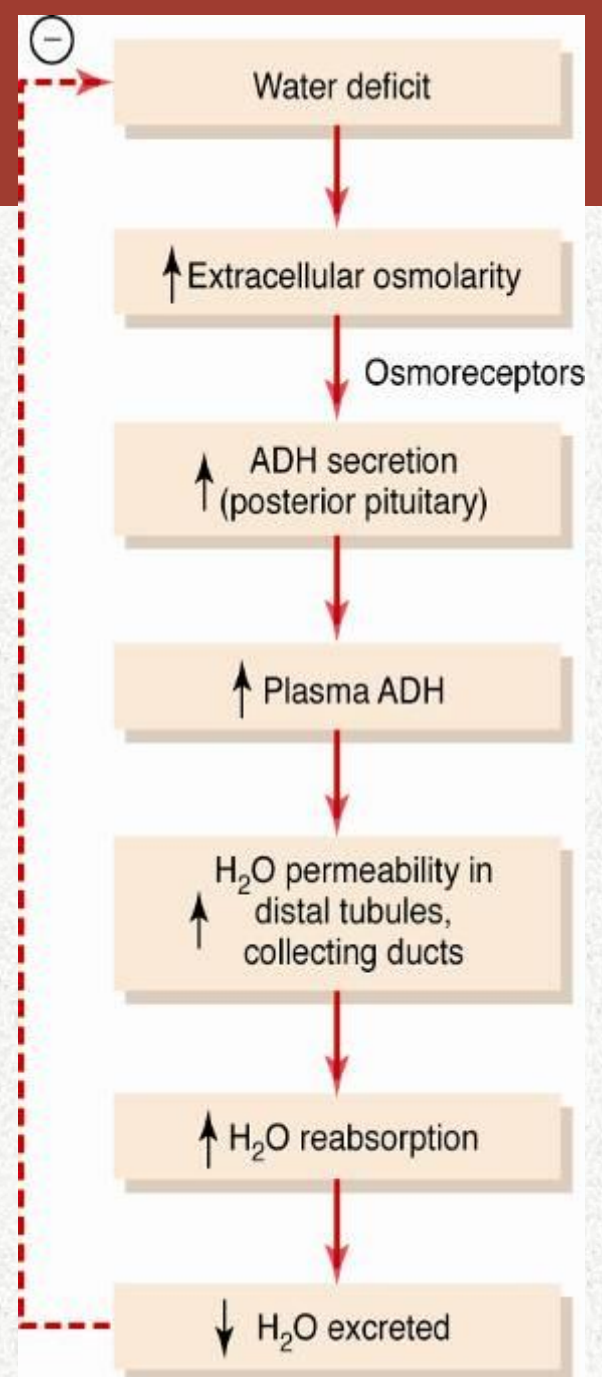 −
Water deficit
↑ Extracellular osmolarity
Osmoreceptors
↑ ADH secretion
(posterior pituitary)
↑ Plasma ADH
↑ H₂O permeability in
distal tubules,
collecting ducts
↑ H₂O reabsorption
↓ H₂O excreted